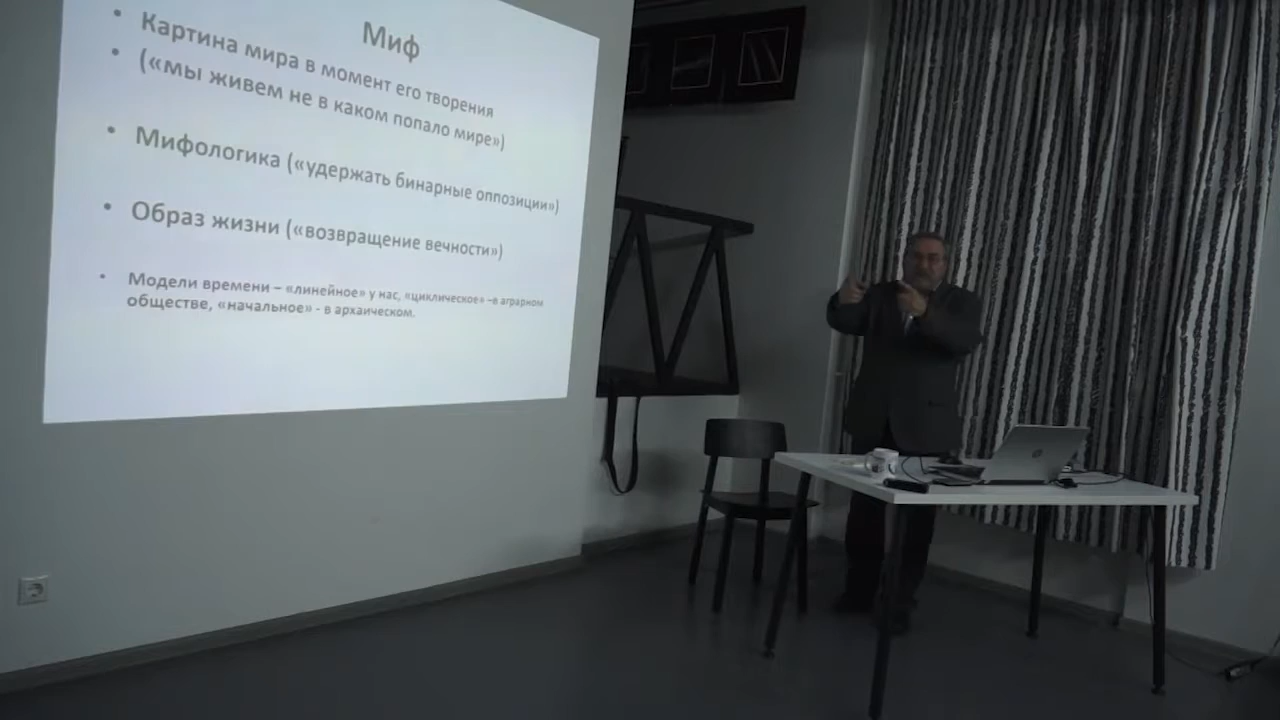 Миф
• Картина мира в момент его творения
• («мы живем не в каком попало мире»)
• Мифологика («удержать бинарные оппозиции»)
• Образ жизни («возвращение вечности»)
• Модели времени – «линейное» у нас, «циклическое» –в аграрном
обществе, «начальное» - в архаическом.